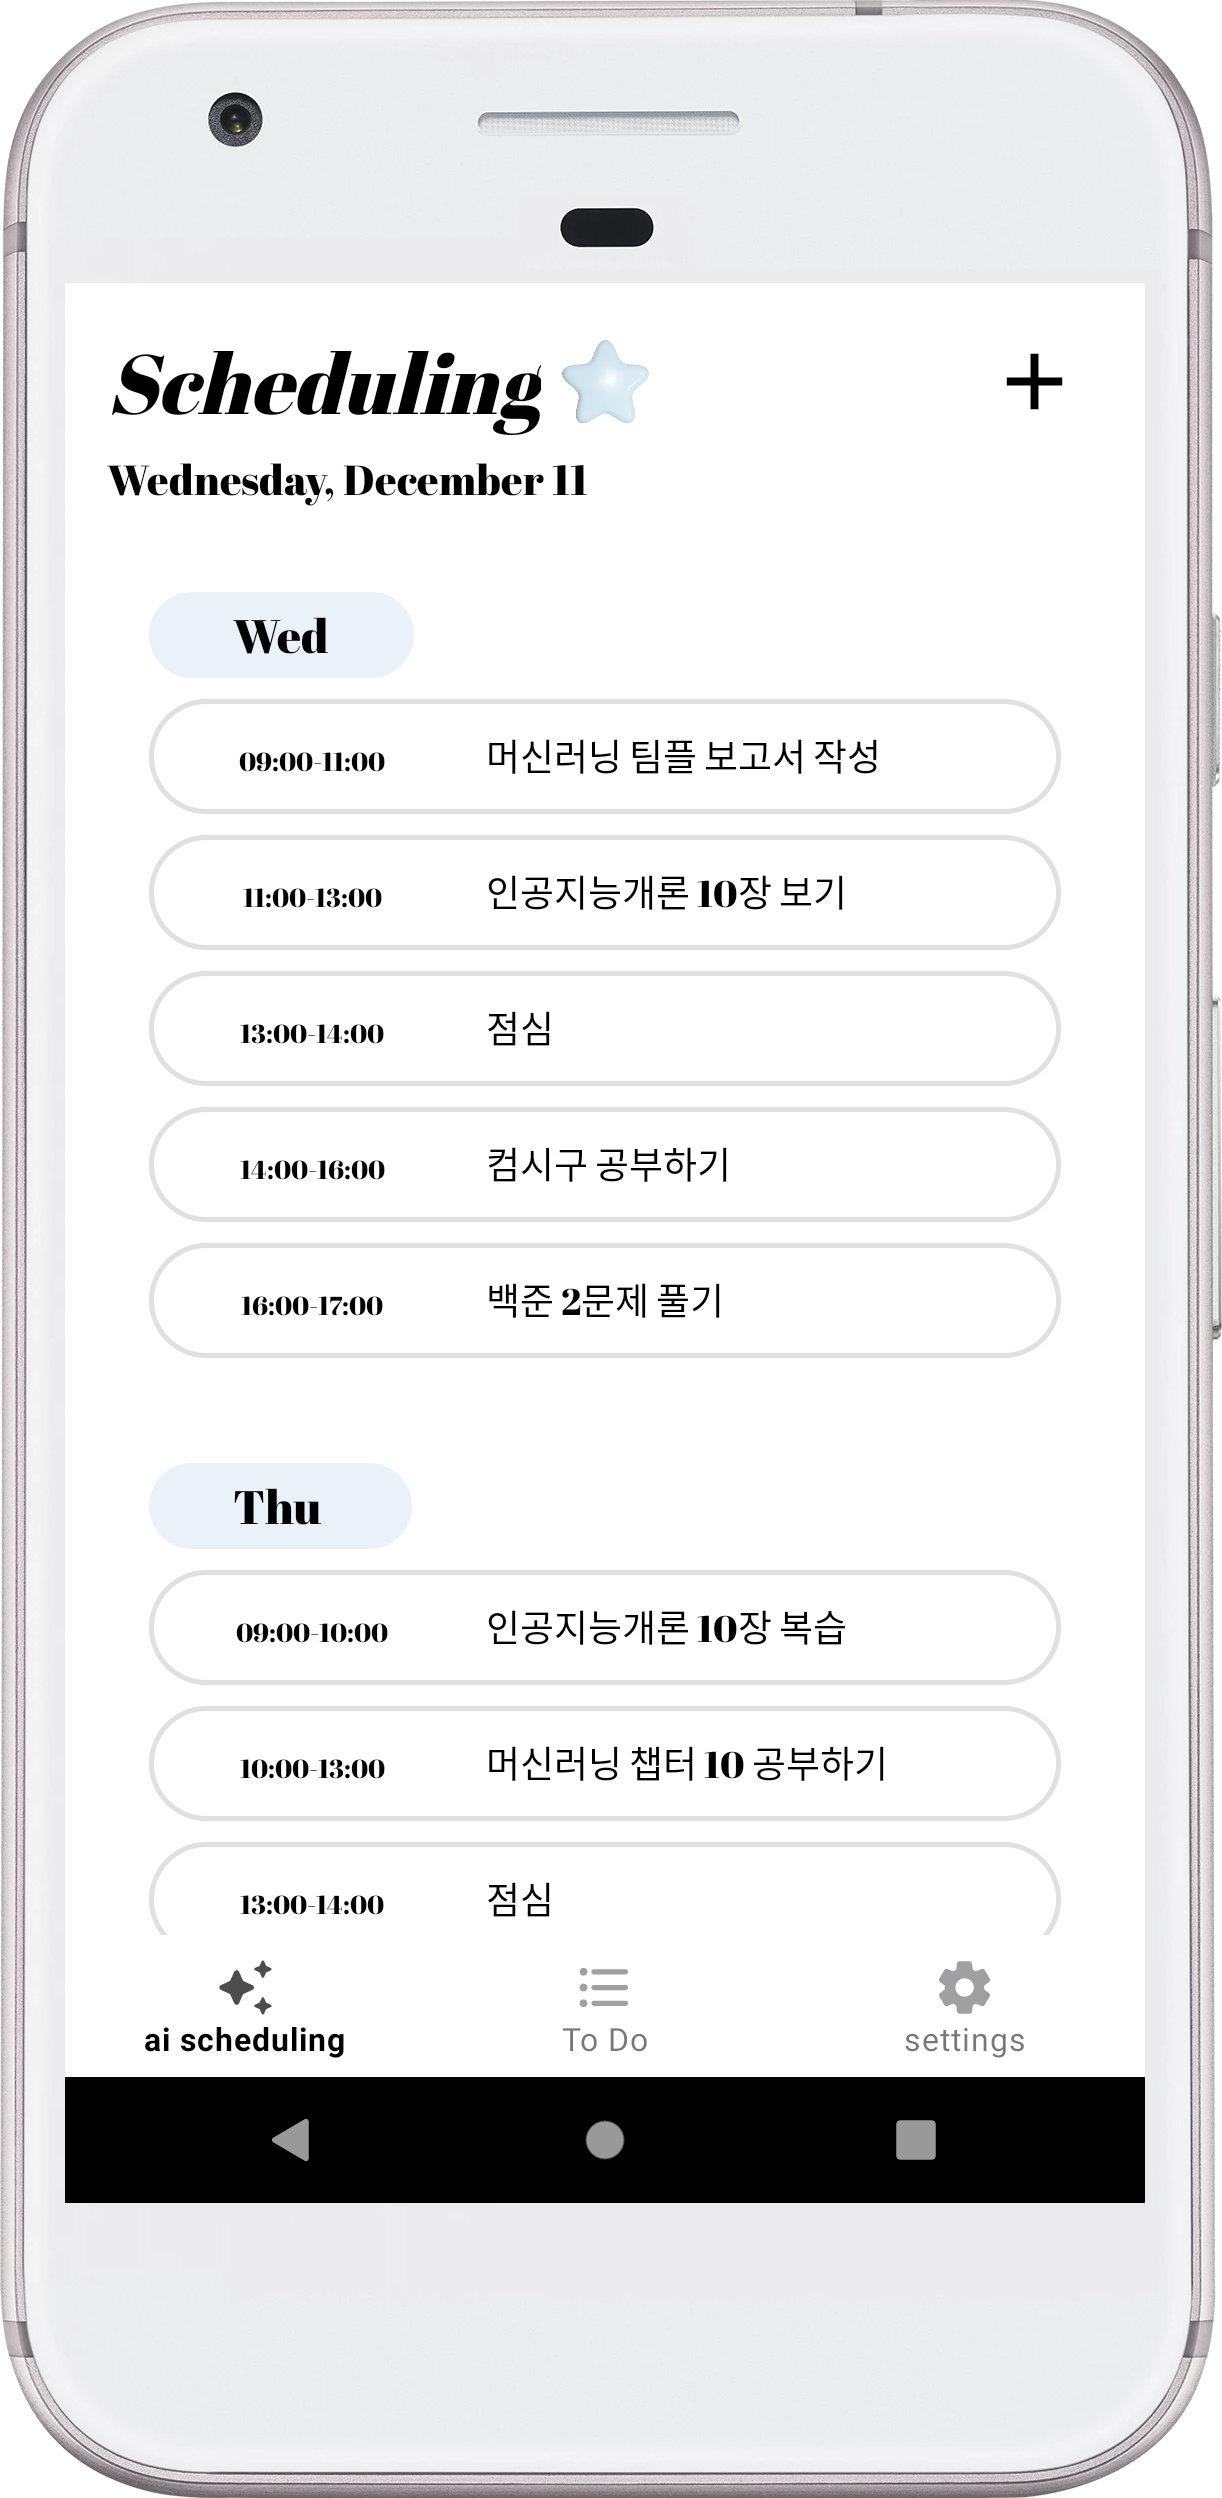 Scheduling
Wednesday, December 11
Wed
09:00-11:00 머신러닝 팀플 보고서 작성
11:00-13:00 인공지능개론 10장 보기
13:00-14:00 점심
14:00-16:00 컴시구 공부하기
16:00-17:00 백준 2문제 풀기
Thu
09:00-10:00 인공지능개론 10장 복습
10:00-13:00 머신러닝 챕터 10 공부하기
13:00-14:00 점심
ai scheduling To Do settings